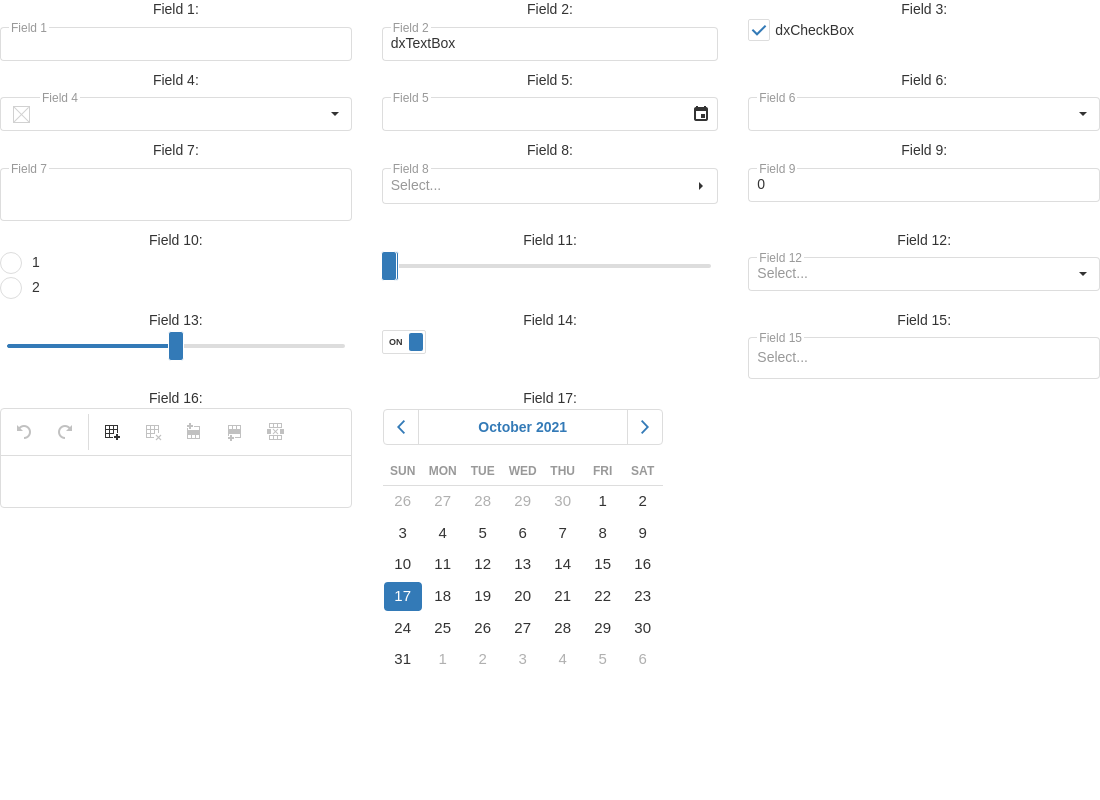 Field 1:
Field 2:
Field 3:
Field 1
Field 2
dxTextBox
dxCheckBox
Field 4:
Field 5:
Field 6:
Field 4
Field 5
Field 6
Field 7:
Field 8:
Field 9:
Field 7
Field 8
Select...
Field 9
0
Field 10:
Field 11:
Field 12:
1
2
Field 12
Select...
Field 13:
Field 14:
Field 15:
ON
Field 15
Select...
Field 16:
Field 17:
October 2021
SUN MON TUE WED THU FRI SAT
26 27 28 29 30 1 2
3 4 5 6 7 8 9
10 11 12 13 14 15 16
17 18 19 20 21 22 23
24 25 26 27 28 29 30
31 1 2 3 4 5 6